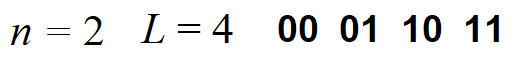 n = 2 L = 4 00 01 10 11